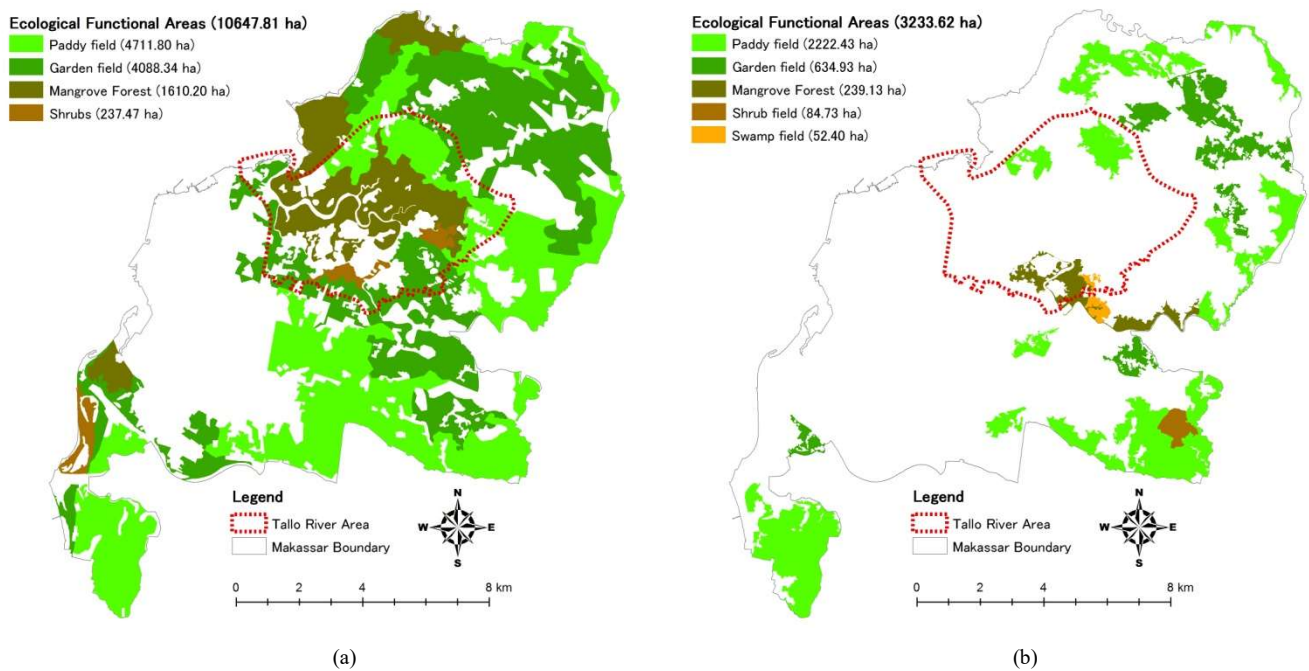 Ecological Functional Areas (10647.81 ha)
Paddy field (4711.80 ha)
Garden field (4088.34 ha)
Mangrove Forest (1610.20 ha)
Shrubs (237.47 ha)
Legend
Tallo River Area
Makassar Boundary
N
W E
S
0 2 4 8 km
(a)
Ecological Functional Areas (3233.62 ha)
Paddy field (2222.43 ha)
Garden field (634.93 ha)
Mangrove Forest (239.13 ha)
Shrub field (84.73 ha)
Swamp field (52.40 ha)
Legend
Tallo River Area
Makassar Boundary
N
W E
S
0 2 4 8 km
(b)